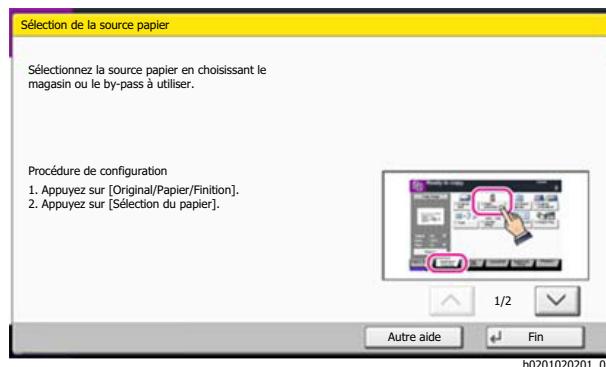 Sélection de la source papier
Sélectionnez la source papier en choisissant le
magasin ou le by-pass à utiliser.
Procédure de configuration
1. Appuyez sur [Original/Papier/Finition].
2. Appuyez sur [Sélection du papier].
1/2
Autre aide
Fin